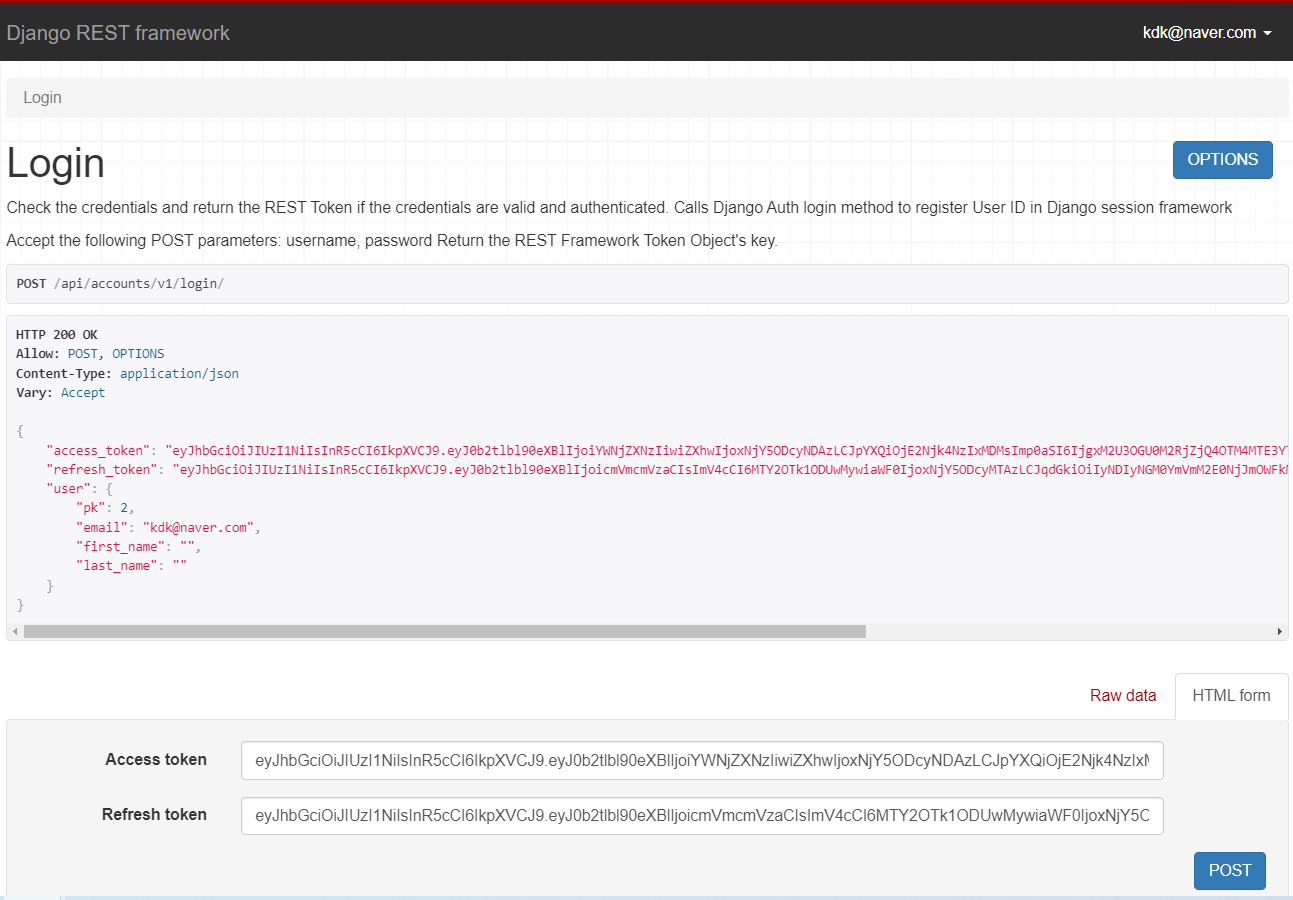 Django REST framework
kdk@naver.com
Login
Login
OPTIONS
Check the credentials and return the REST Token if the credentials are valid and authenticated. Calls Django Auth login method to register User ID in Django session framework
Accept the following POST parameters: username, password Return the REST Framework Token Object's key.
POST /api/accounts/v1/login/
HTTP 200 OK
Allow: POST, OPTIONS
Content-Type: application/json
Vary: Accept
{
"access_token": "eyJhbGciOiJIUzI1NiIsInR5cCI6IkpXVCJ9.eyJ0b2tlbl90eXBlIjoiYWNjZXNzIiwiZXhwIjoxNjY5ODcyNDAzLCJpYXQiOjE2Njk4NzIxMDMsImp0aSI6IjgxM2U3OGU0M2RjZjQ4OTM4MTE3Y
"refresh_token": "eyJhbGciOiJIUzI1NiIsInR5cCI6IkpXVCJ9.eyJ0b2tlbl90eXBlIjoicmVmcmVzaCIsImV4cCI6MTY2OTk1ODUwMywiaWF0IjoxNjY5ODcyMTAzLCJqdGkiOiIyNDIyNGM0YmVmM2E0NjJmOWFk
"user": {
"pk": 2,
"email": "kdk@naver.com",
"first_name": "",
"last_name": ""
}
}
Raw data
HTML form
Access token
eyJhbGciOiJIUzI1NiIsInR5cCI6IkpXVCJ9.eyJ0b2tlbl90eXBlIjoiYWNjZXNzIiwiZXhwIjoxNjY5ODcyNDAzLCJpYXQiOjE2Njk4NzIxM
Refresh token
eyJhbGciOiJIUzI1NiIsInR5cCI6IkpXVCJ9.eyJ0b2tlbl90eXBlIjoicmVmcmVzaCIsImV4cCI6MTY2OTk1ODUwMywiaWF0IjoxNjY5O
POST